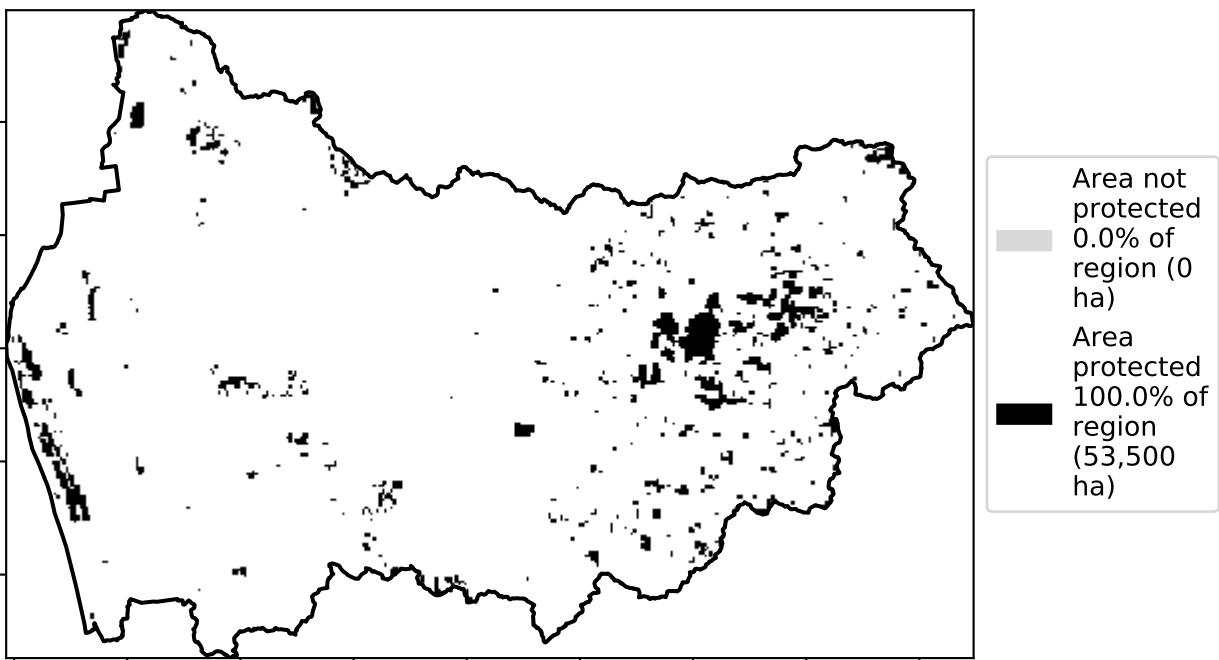 Area not
protected
0.0% of
region (0
ha)
Area
protected
100.0% of
region
(53,500
ha)